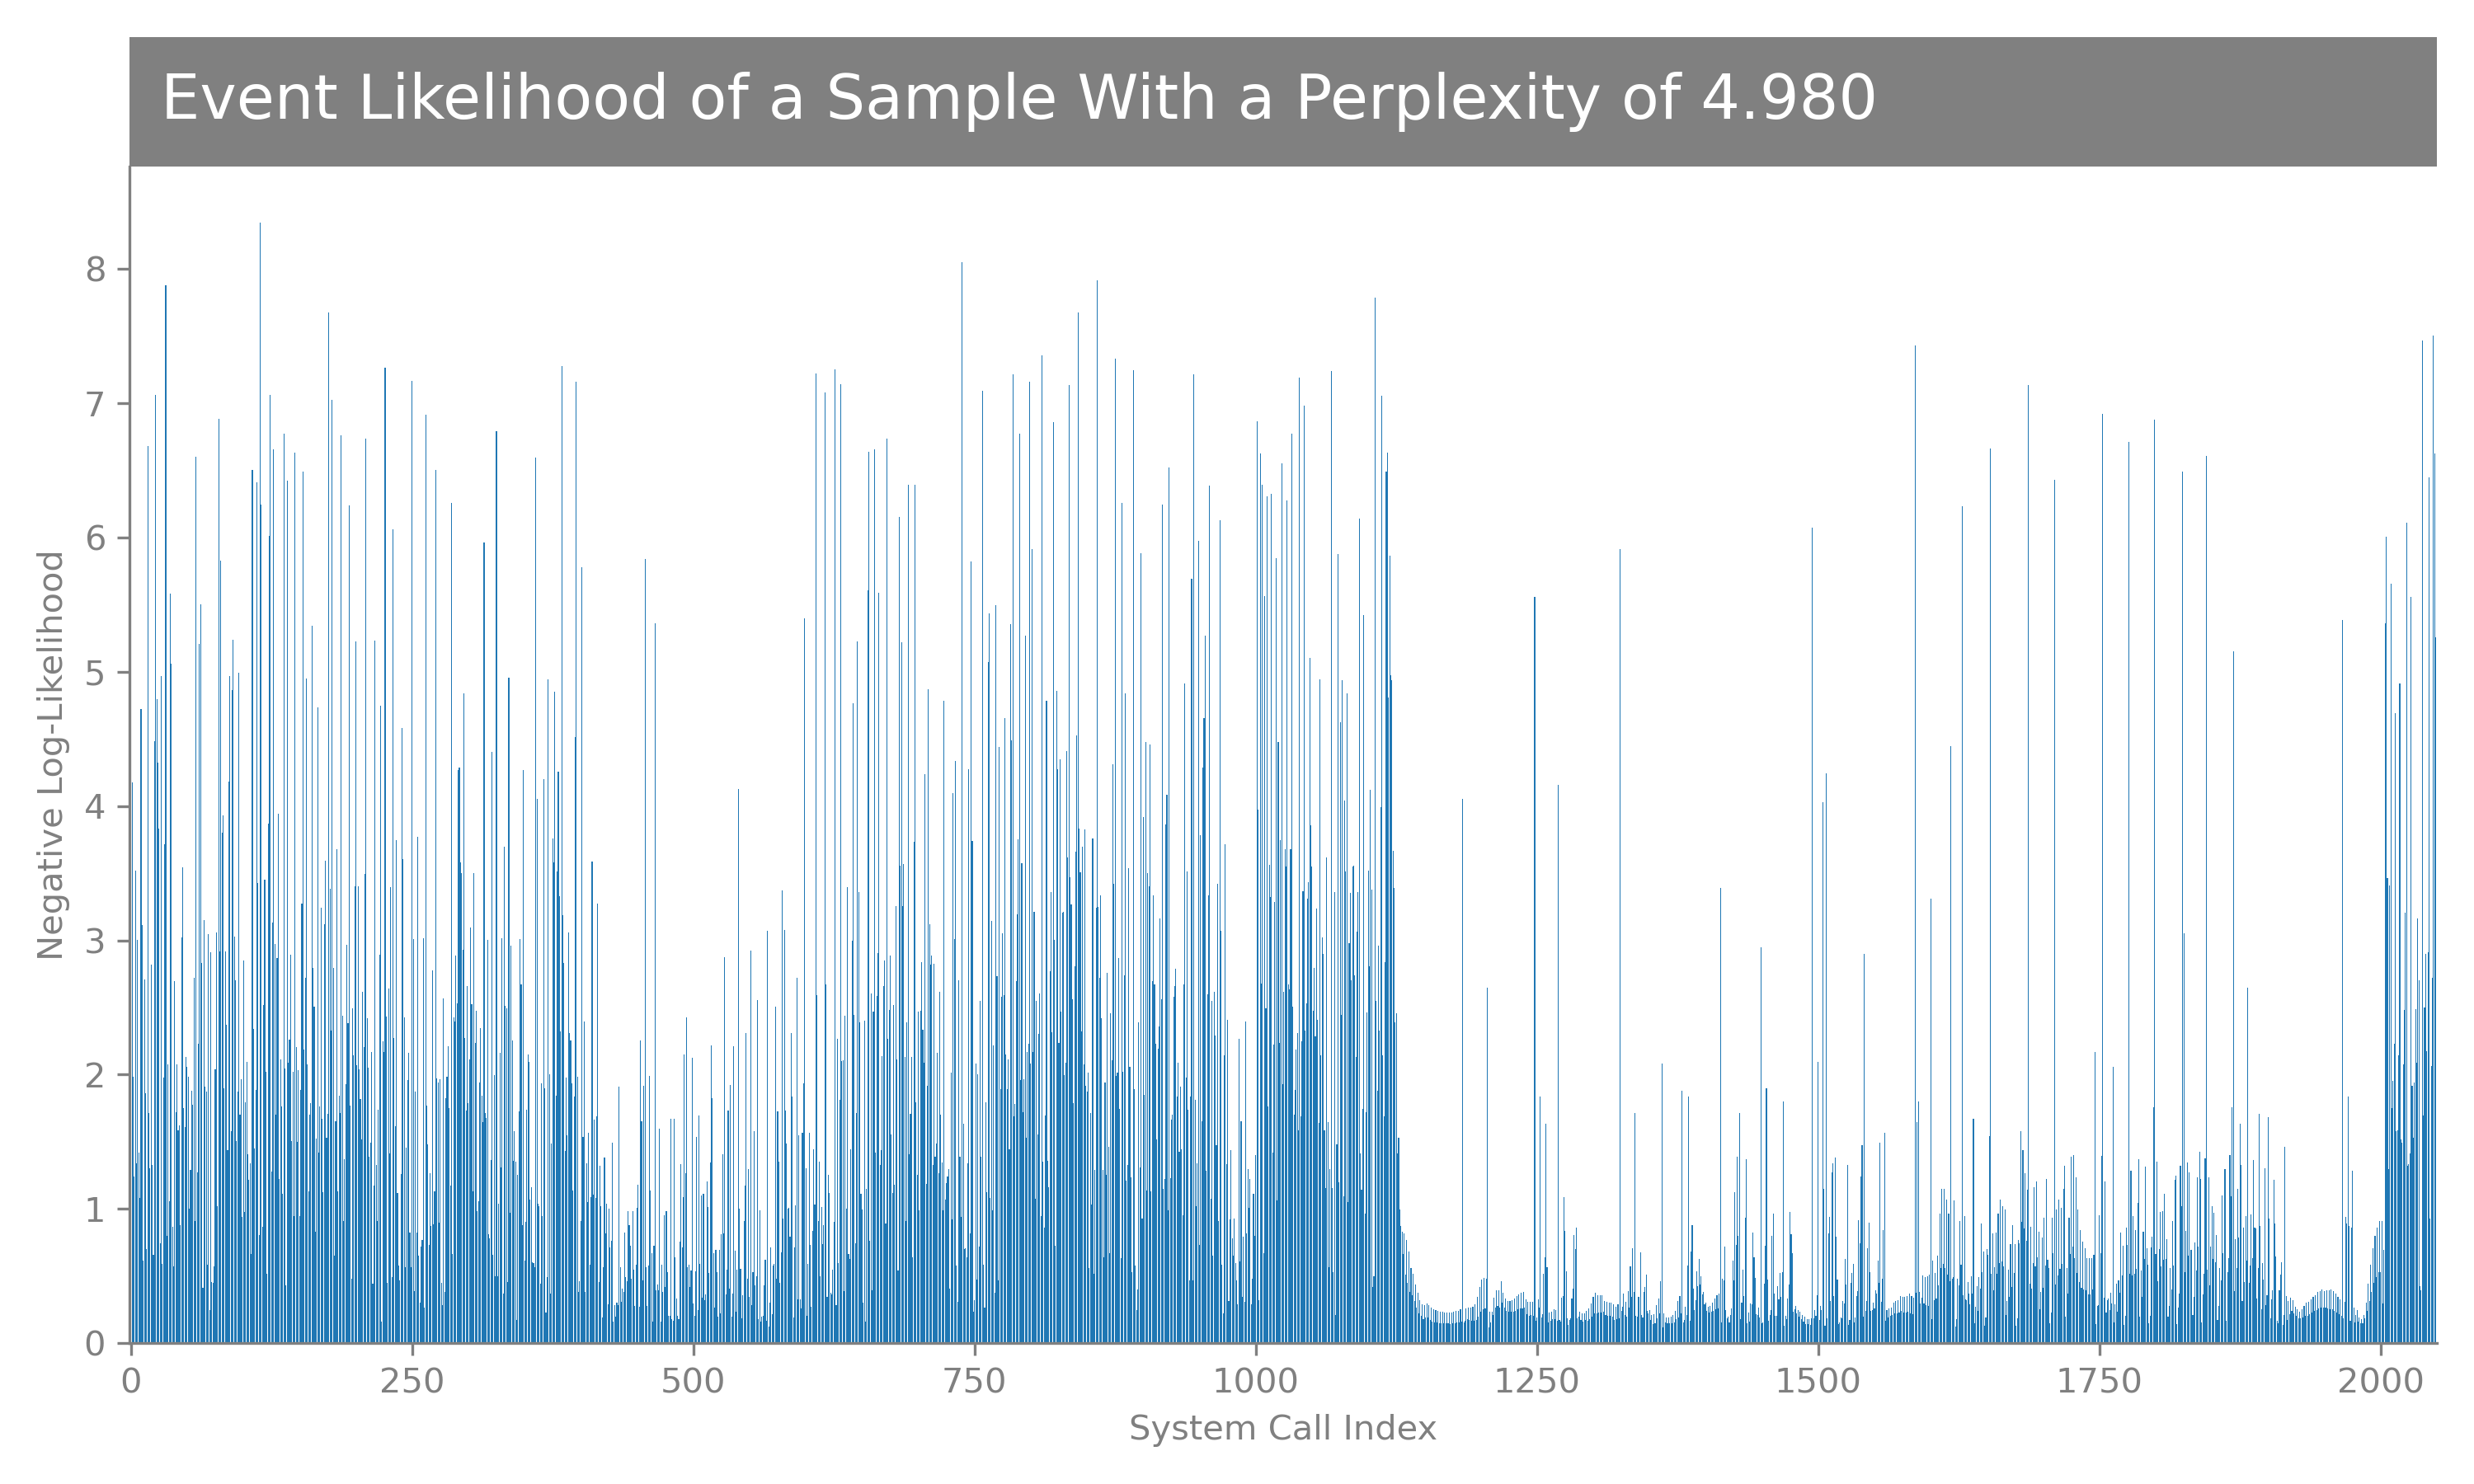 Event Likelihood of a Sample With a Perplexity of 4.980
Negative Log-Likelihood
8
7
6
5
4
3
2
1
0
0 250 500 750 1000 1250 1500 1750 2000
System Call Index